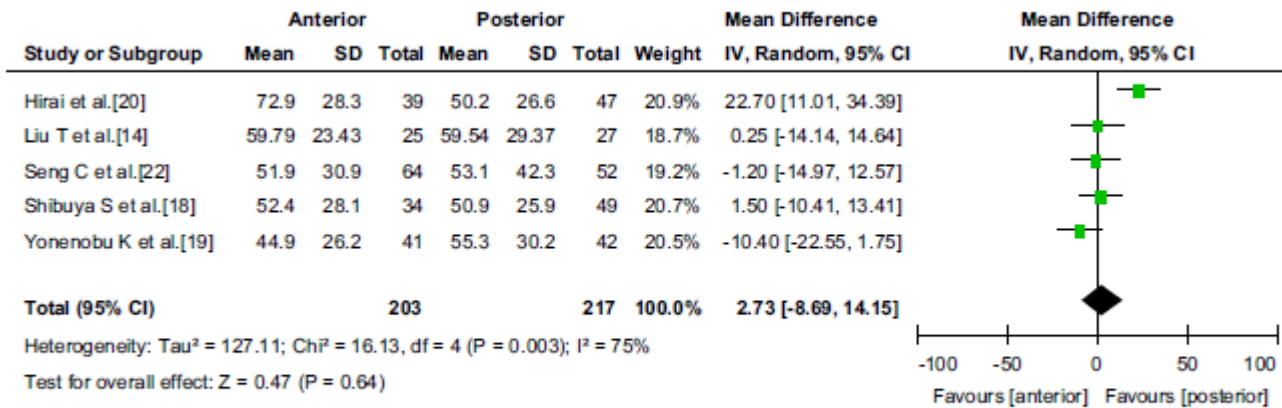 Anterior Posterior Mean Difference Mean Difference
Study or Subgroup Mean SD Total Mean SD Total Weight IV, Random, 95% CI IV, Random, 95% CI
Hirai et al.[20] 72.9 28.3 39 50.2 26.6 47 20.9% 22.70 [11.01, 34.39]
Liu T et al.[14] 59.79 23.43 25 59.54 29.37 27 18.7% 0.25 [-14.14, 14.64]
Seng C et al.[22] 51.9 30.9 64 53.1 42.3 52 19.2% -1.20 [-14.97, 12.57]
Shibuya S et al.[18] 52.4 28.1 34 50.9 25.9 49 20.7% 1.50 [-10.41, 13.41]
Yonenobu K et al.[19] 44.9 26.2 41 55.3 30.2 42 20.5% -10.40 [-22.55, 1.75]
Total (95% CI) 203 217 100.0% 2.73 [-8.69, 14.15]
Heterogeneity: Tau² = 127.11; Chi² = 16.13, df = 4 (P = 0.003); I² = 75%
Test for overall effect: Z = 0.47 (P = 0.64)
-100 -50 0 50 100
Favours [anterior] Favours [posterior]